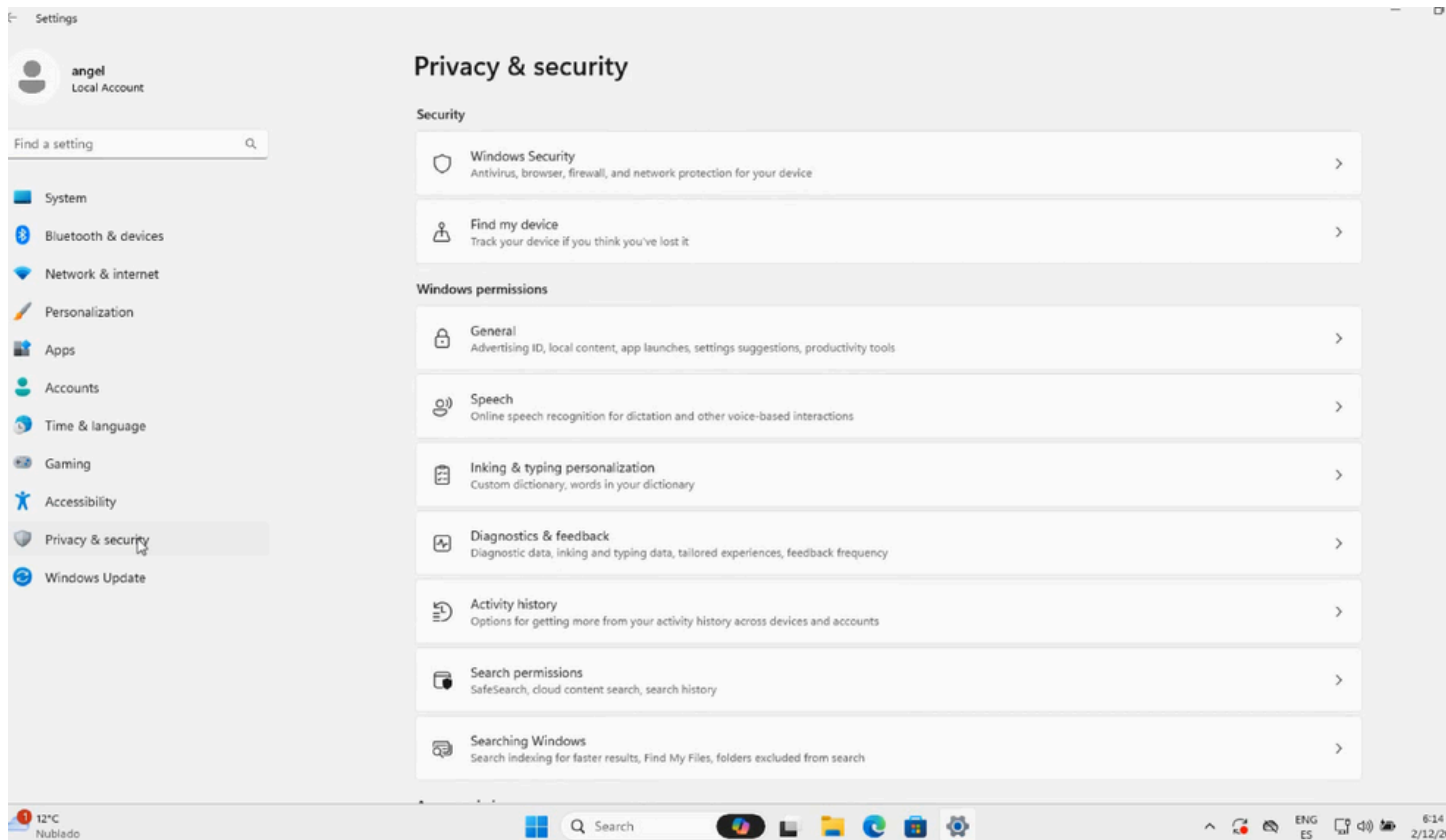 Settings
angel
Local Account
Find a setting
System
Bluetooth & devices
Network & internet
Personalization
Apps
Accounts
Time & language
Gaming
Accessibility
Privacy & security
Windows Update
Privacy & security
Security
Windows Security
Antivirus, browser, firewall, and network protection for your device
Find my device
Track your device if you think you've lost it
Windows permissions
General
Advertising ID, local content, app launches, settings suggestions, productivity tools
Speech
Online speech recognition for dictation and other voice-based interactions
Inking & typing personalization
Custom dictionary, words in your dictionary
Diagnostics & feedback
Diagnostic data, inking and typing data, tailored experiences, feedback frequency
Activity history
Options for getting more from your activity history across devices and accounts
Search permissions
SafeSearch, cloud content search, search history
Searching Windows
Search indexing for faster results, Find My Files, folders excluded from search
1
12°C
Nublado
Search
ENG
ES
6:14
2/12/